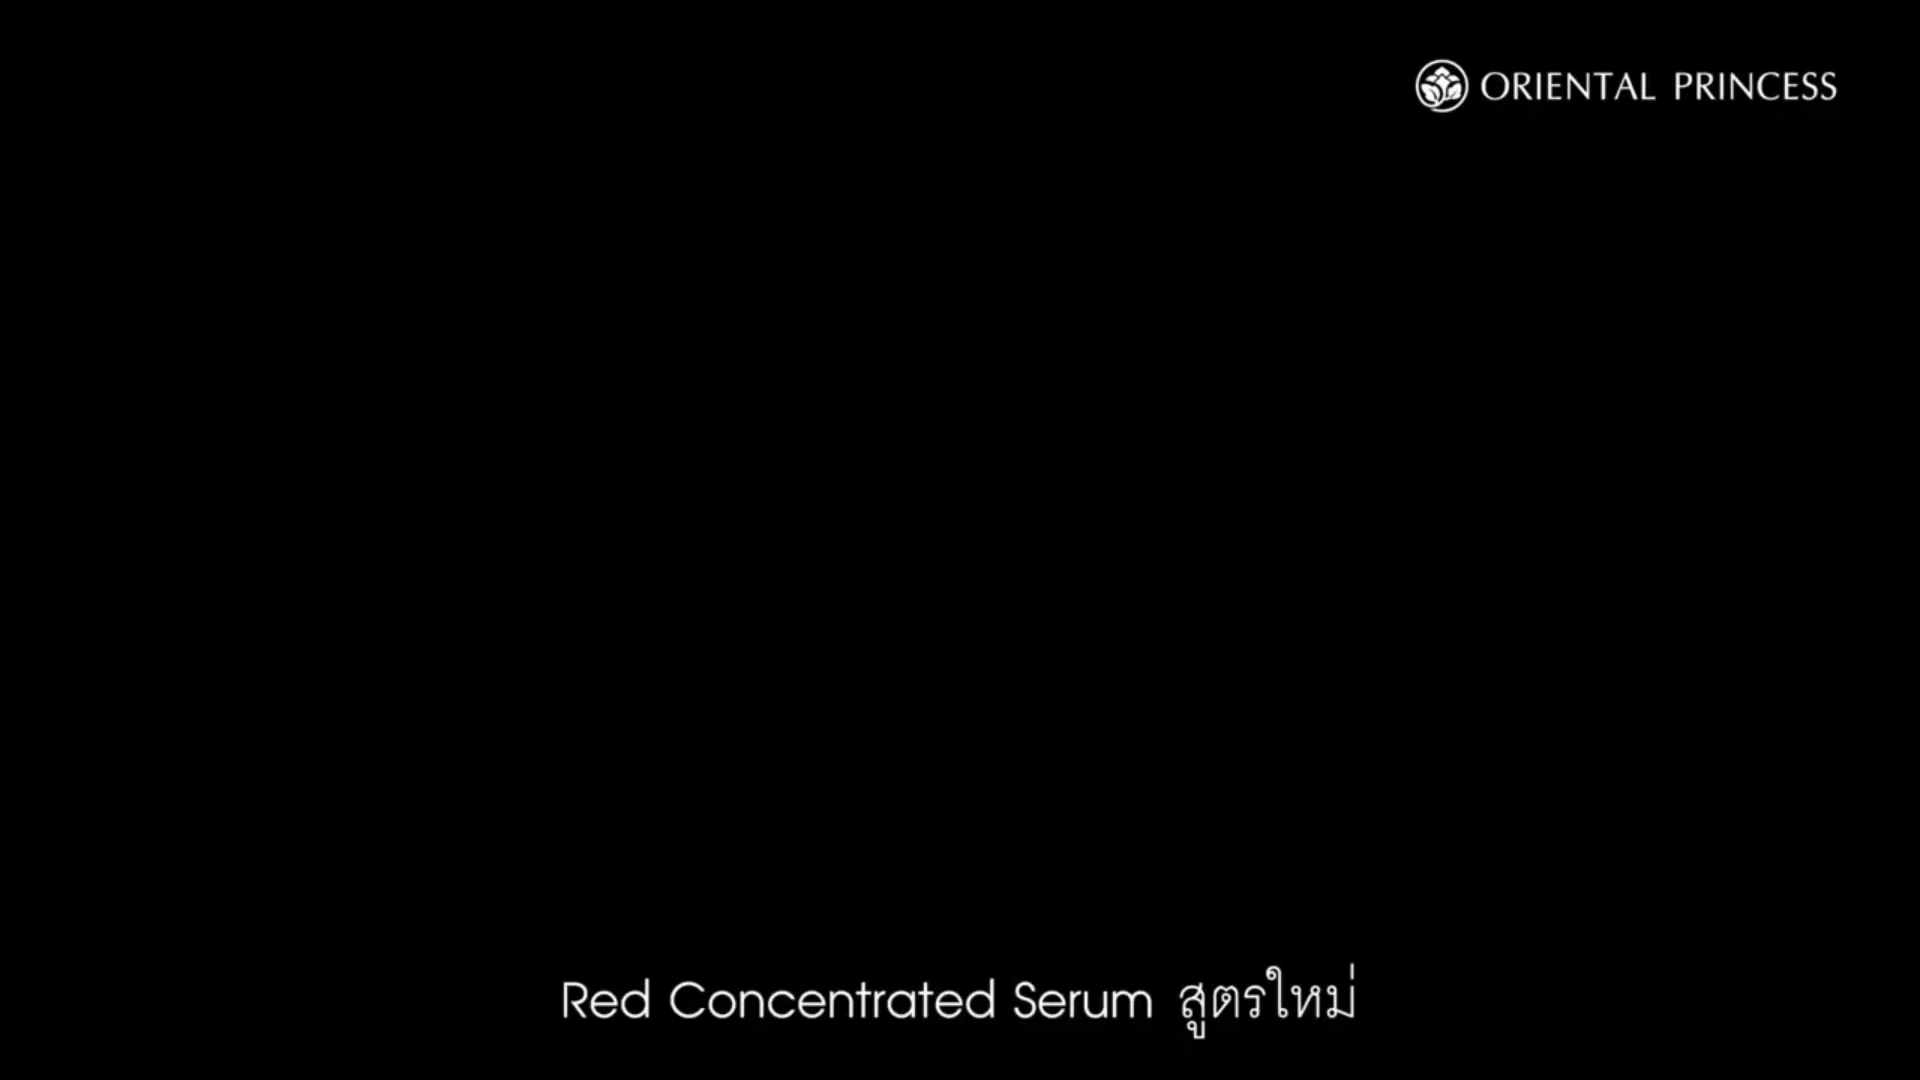 ORIENTAL PRINCESS
Red Concentrated Serum สูตรใหม่